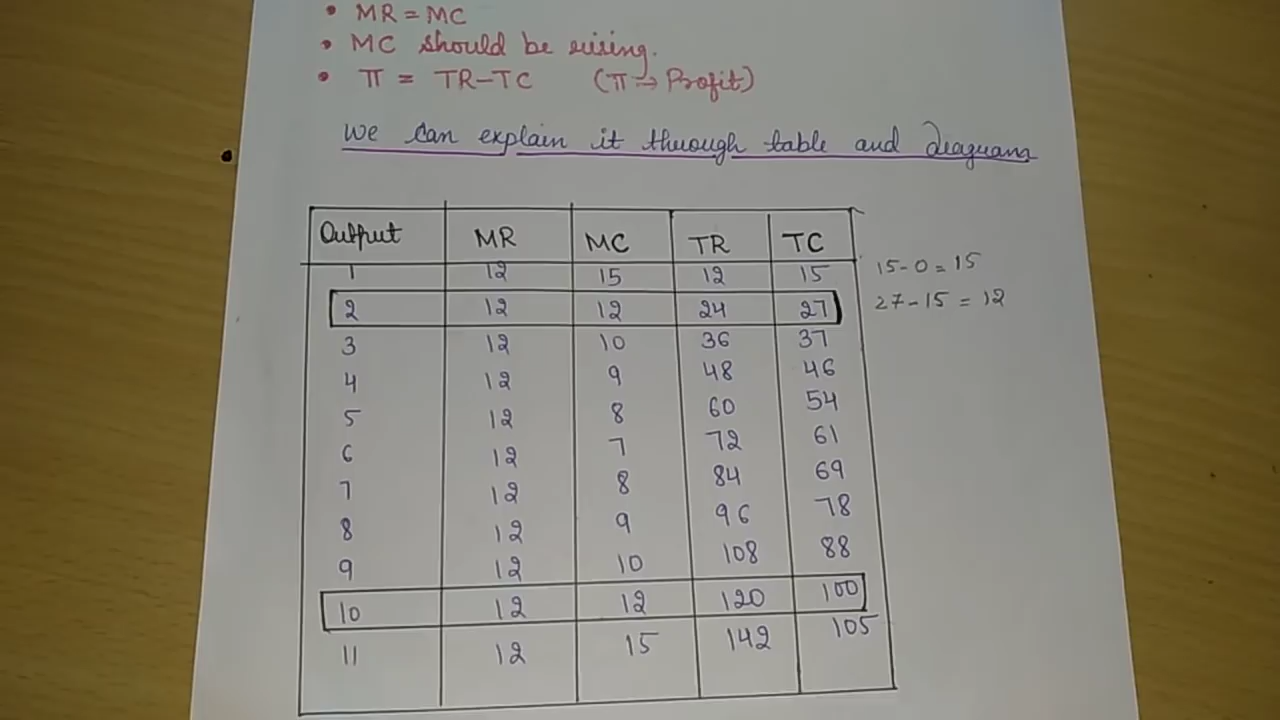 • MR = MC
• MC should be rising.
• π = TR-TC (π → Profit)
We can explain it through table and diagrams
Output MR MC TR TC
1 12 15 12 15 15-0=15
2 12 12 24 27 27-15=12
3 12 10 36 37
4 12 9 48 46
5 12 8 60 54
6 12 7 72 61
7 12 8 84 69
8 12 9 96 78
9 12 10 108 88
10 12 12 120 100
11 12 15 142 105